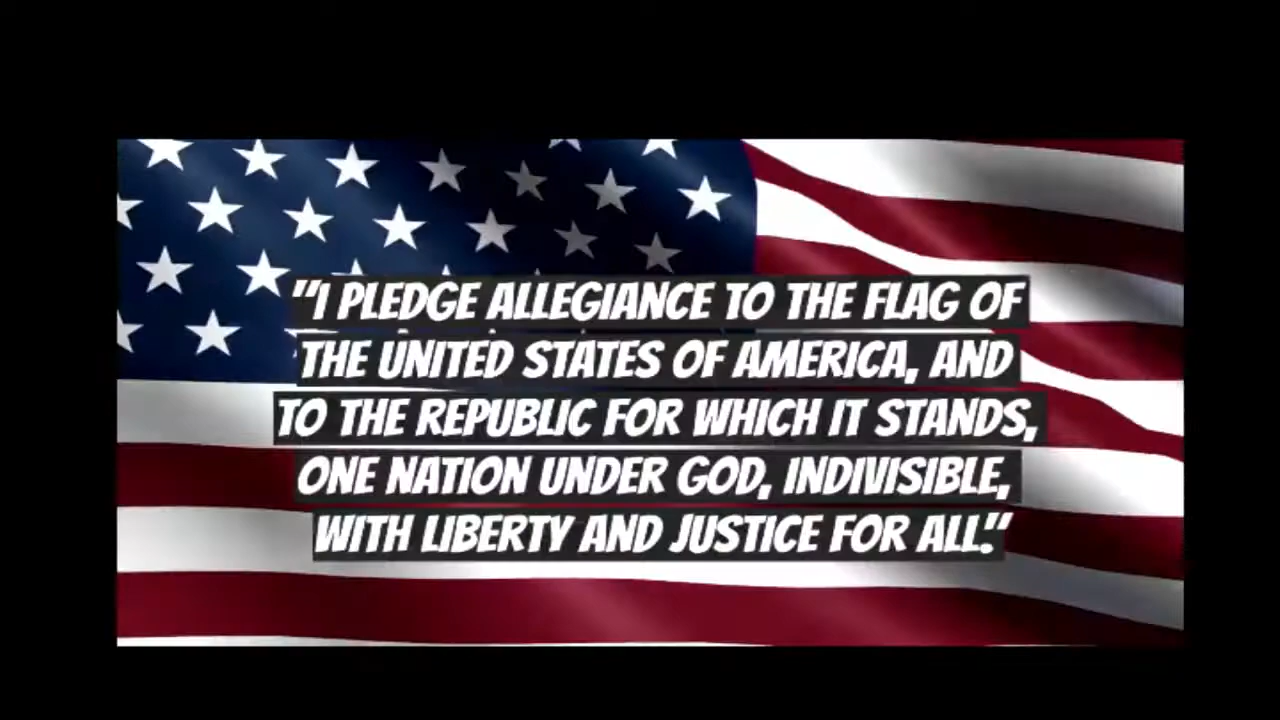 "I PLEDGE ALLEGIANCE TO THE FLAG OF
THE UNITED STATES OF AMERICA, AND
TO THE REPUBLIC FOR WHICH IT STANDS,
ONE NATION UNDER GOD, INDIVISIBLE,
WITH LIBERTY AND JUSTICE FOR ALL."